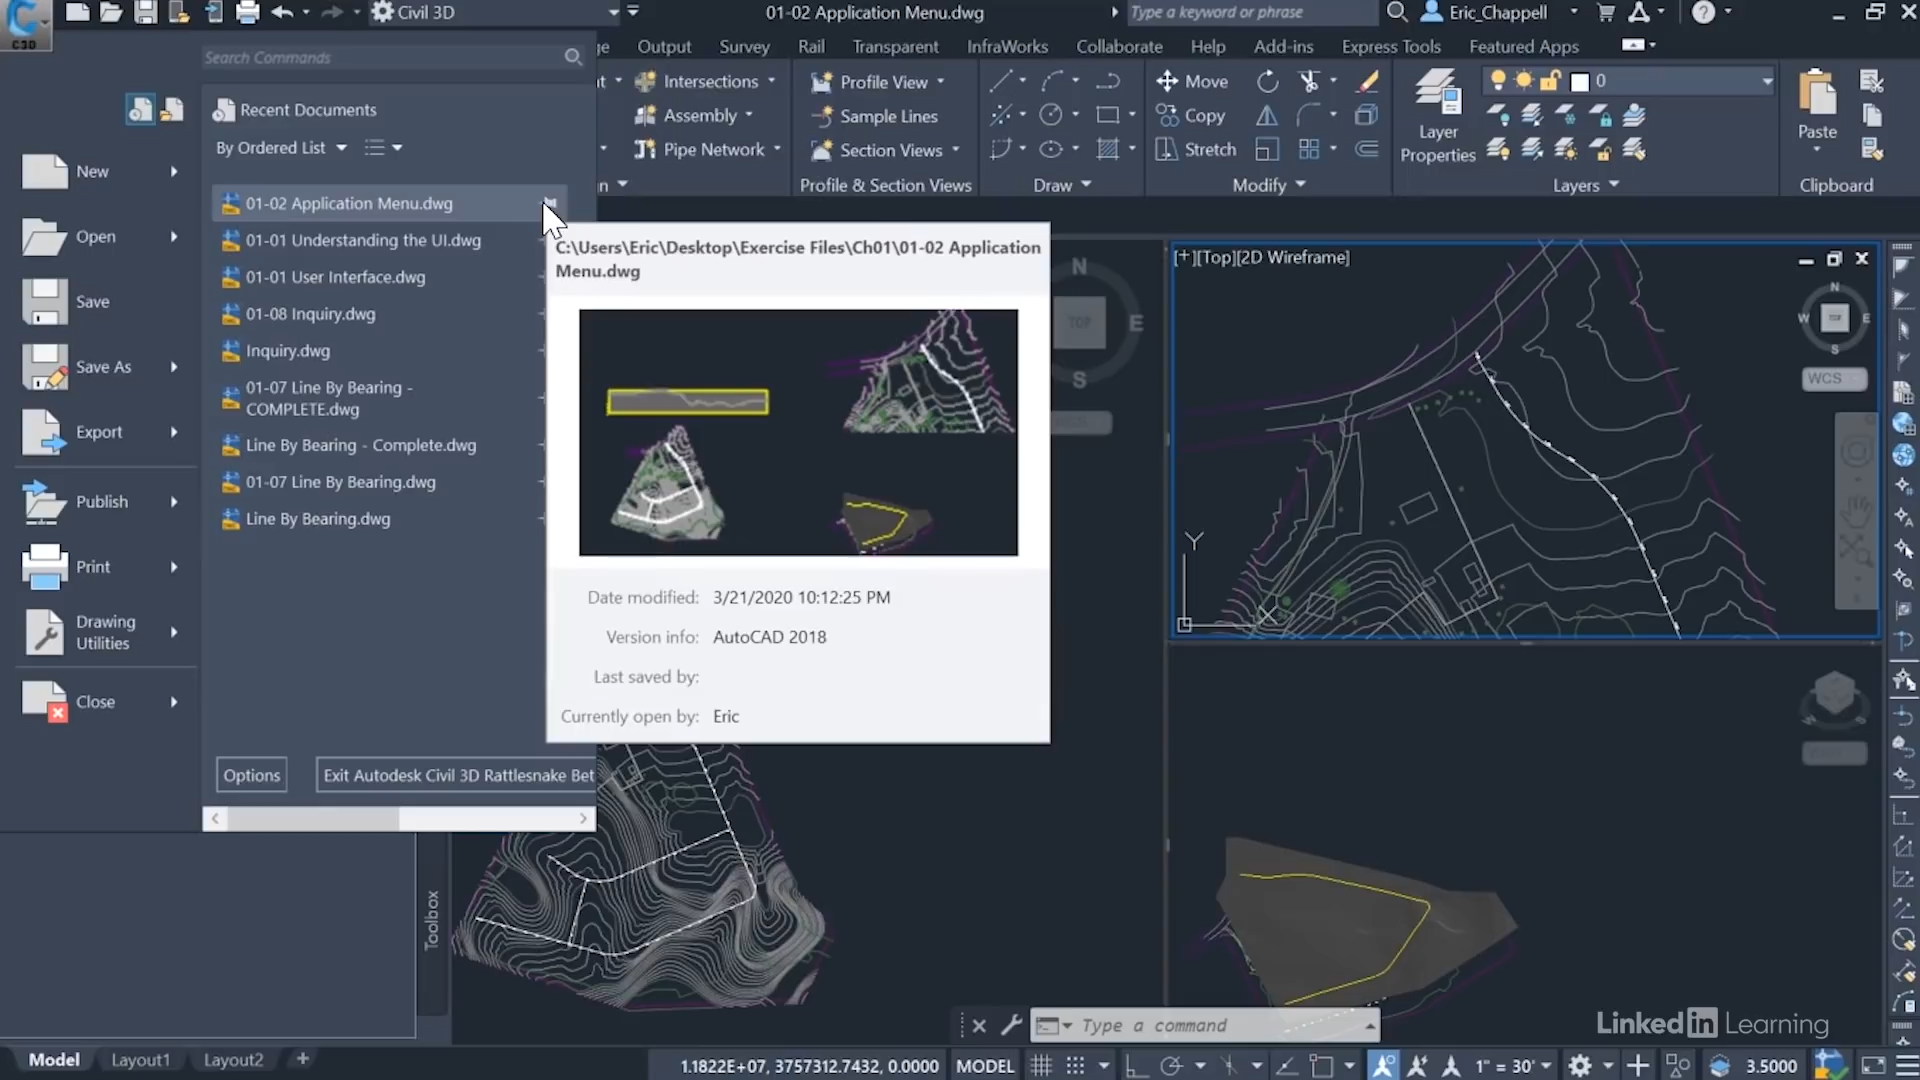 C3D
Civil 3D
01-02 Application Menu.dwg
Type a keyword or phrase
Eric_Chappell
Search Commands
Output
Survey
Rail
Transparent
InfraWorks
Collaborate
Help
Add-ins
Express Tools
Featured Apps
Recent Documents
By Ordered List
New
Open
Save
Save As
Export
Publish
Print
Drawing
Utilities
Close
01-02 Application Menu.dwg
01-01 Understanding the UI.dwg
01-01 User Interface.dwg
01-08 Inquiry.dwg
Inquiry.dwg
01-07 Line By Bearing -
COMPLETE.dwg
Line By Bearing - Complete.dwg
01-07 Line By Bearing.dwg
Line By Bearing.dwg
Options
Exit Autodesk Civil 3D Rattlesnake Bet
Intersections
Assembly
Pipe Network
Profile View
Sample Lines
Section Views
Profile & Section Views
Draw
Move
Copy
Stretch
Modify
Layer
Properties
0
Layers
Paste
Clipboard
C:\Users\Eric\Desktop\Exercise Files\Ch01\01-02 Application
Menu.dwg
Date modified: 3/21/2020 10:12:25 PM
Version info: AutoCAD 2018
Last saved by:
Currently open by: Eric
N
TOP
E
S
[+][Top][2D Wireframe]
N
W
TOP
E
S
WCS
Y
X
Toolbox
Type a command
LinkedIn Learning
Model
Layout1
Layout2
1.1822E+07, 3757312.7432, 0.0000
MODEL
1" = 30'
3.5000